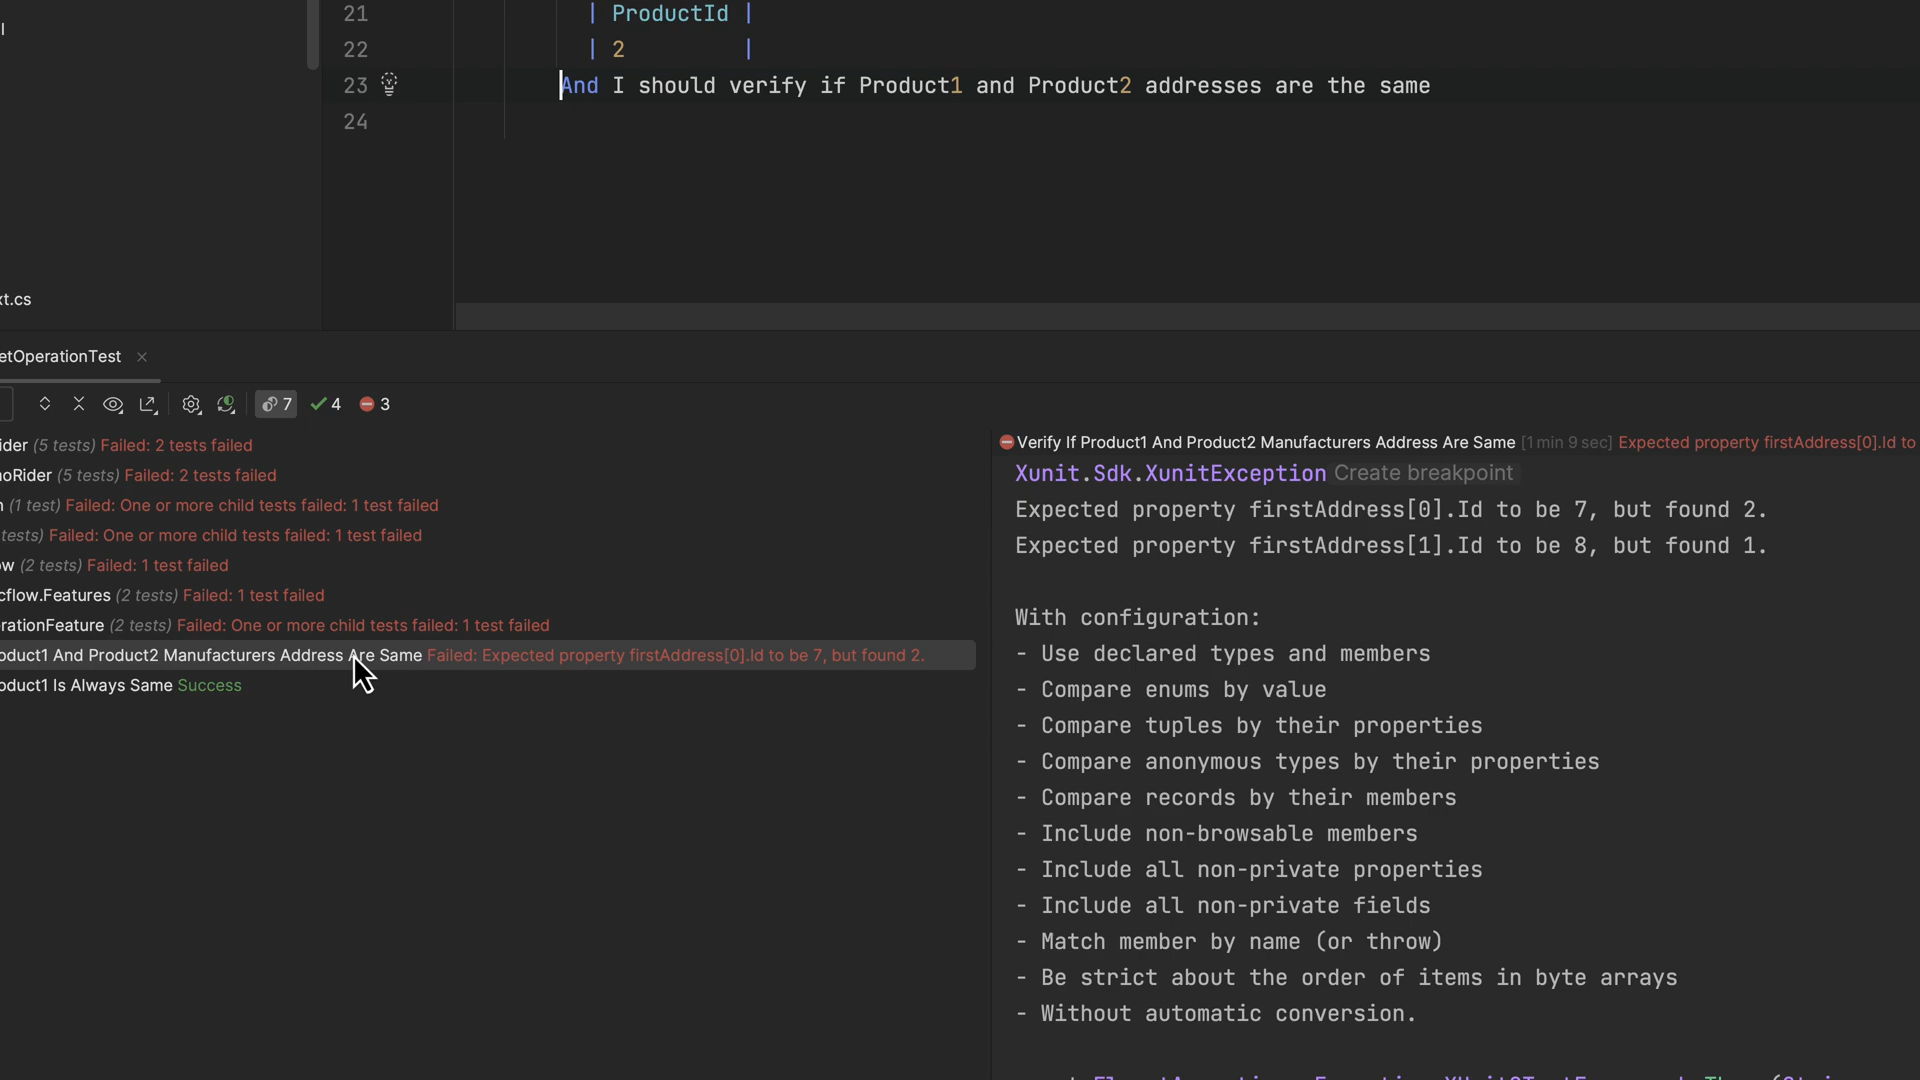 21 | ProductId |
22 | 2 |
23 And I should verify if Product1 and Product2 addresses are the same
24
xt.cs
etOperationTest
7 4 3
ider (5 tests) Failed: 2 tests failed
noRider (5 tests) Failed: 2 tests failed
n (1 test) Failed: One or more child tests failed: 1 test failed
tests) Failed: One or more child tests failed: 1 test failed
ow (2 tests) Failed: 1 test failed
cflow.Features (2 tests) Failed: 1 test failed
rationFeature (2 tests) Failed: One or more child tests failed: 1 test failed
oduct1 And Product2 Manufacturers Address Are Same Failed: Expected property firstAddress[0].Id to be 7, but found 2.
oduct1 Is Always Same Success
Verify If Product1 And Product2 Manufacturers Address Are Same [1 min 9 sec] Expected property firstAddress[0].Id to
Xunit.Sdk.XunitException Create breakpoint
Expected property firstAddress[0].Id to be 7, but found 2.
Expected property firstAddress[1].Id to be 8, but found 1.
With configuration:
- Use declared types and members
- Compare enums by value
- Compare tuples by their properties
- Compare anonymous types by their properties
- Compare records by their members
- Include non-browsable members
- Include all non-private properties
- Include all non-private fields
- Match member by name (or throw)
- Be strict about the order of items in byte arrays
- Without automatic conversion.